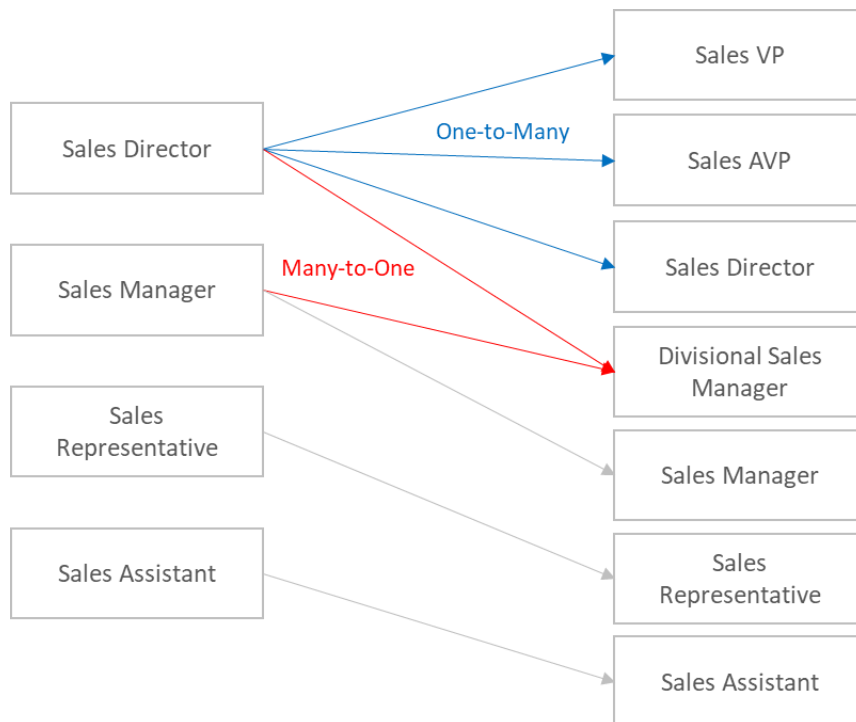 Sales Director
Sales Manager
Sales
Representative
Sales Assistant
One-to-Many
Many-to-One
Sales VP
Sales AVP
Sales Director
Divisional Sales
Manager
Sales Manager
Sales
Representative
Sales Assistant